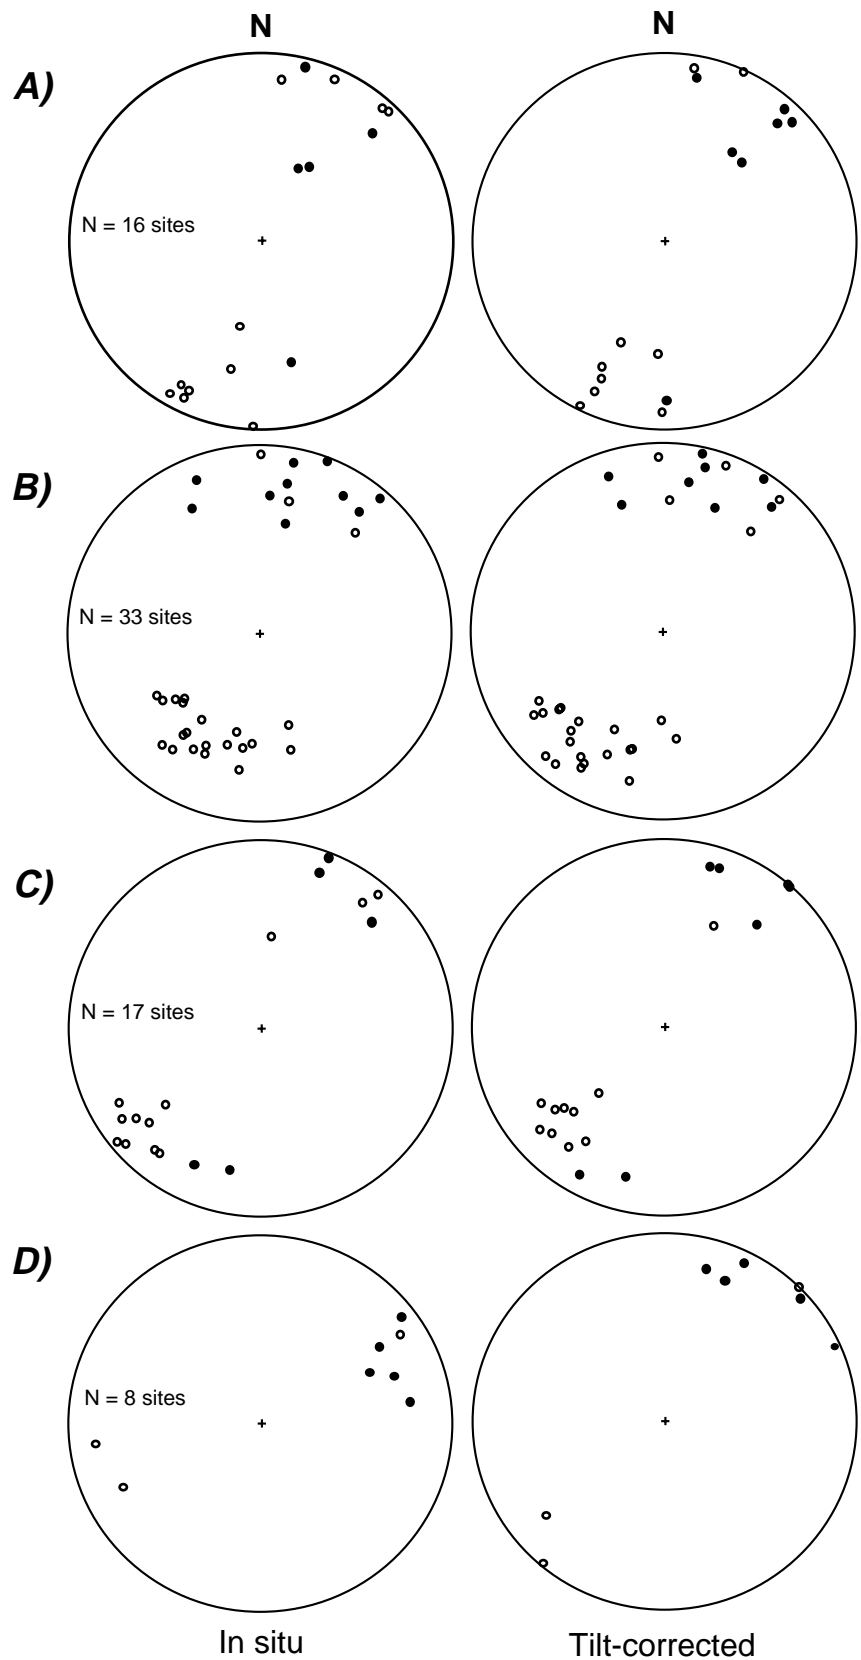 N
N
A)
N = 16 sites
B)
N = 33 sites
C)
N = 17 sites
D)
N = 8 sites
In situ
Tilt-corrected